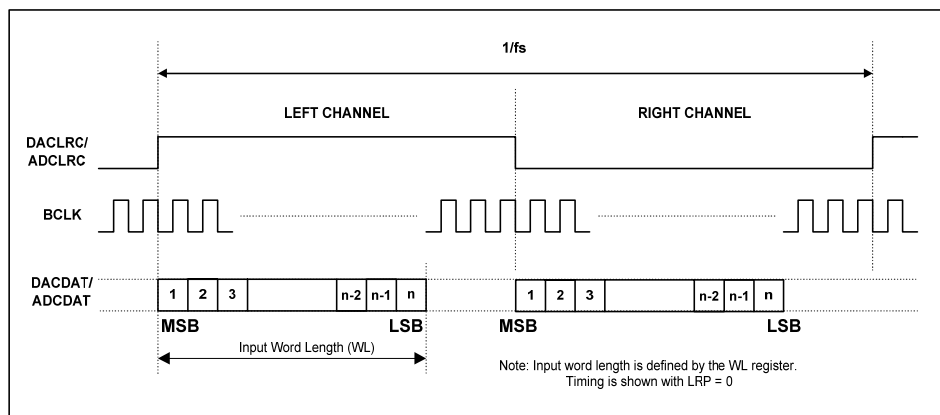 1/fs
LEFT CHANNEL
RIGHT CHANNEL
DACLRC/
ADCLRC
BCLK
DACDAT/
ADCDAT
1 2 3 n-2 n-1 n
1 2 3 n-2 n-1 n
MSB LSB
MSB LSB
Input Word Length (WL)
Note: Input word length is defined by the WL register.
Timing is shown with LRP = 0